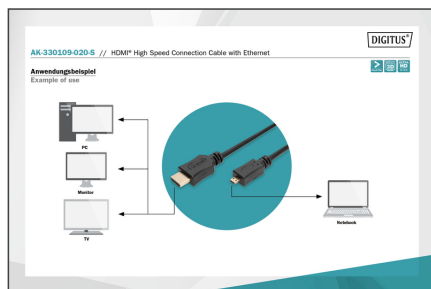 DIGITUS®
AK-330109-020-S // HDMI® High Speed Connection Cable with Ethernet
Anwendungsbeispiel
Example of use
PC
Monitor
TV
Notebook